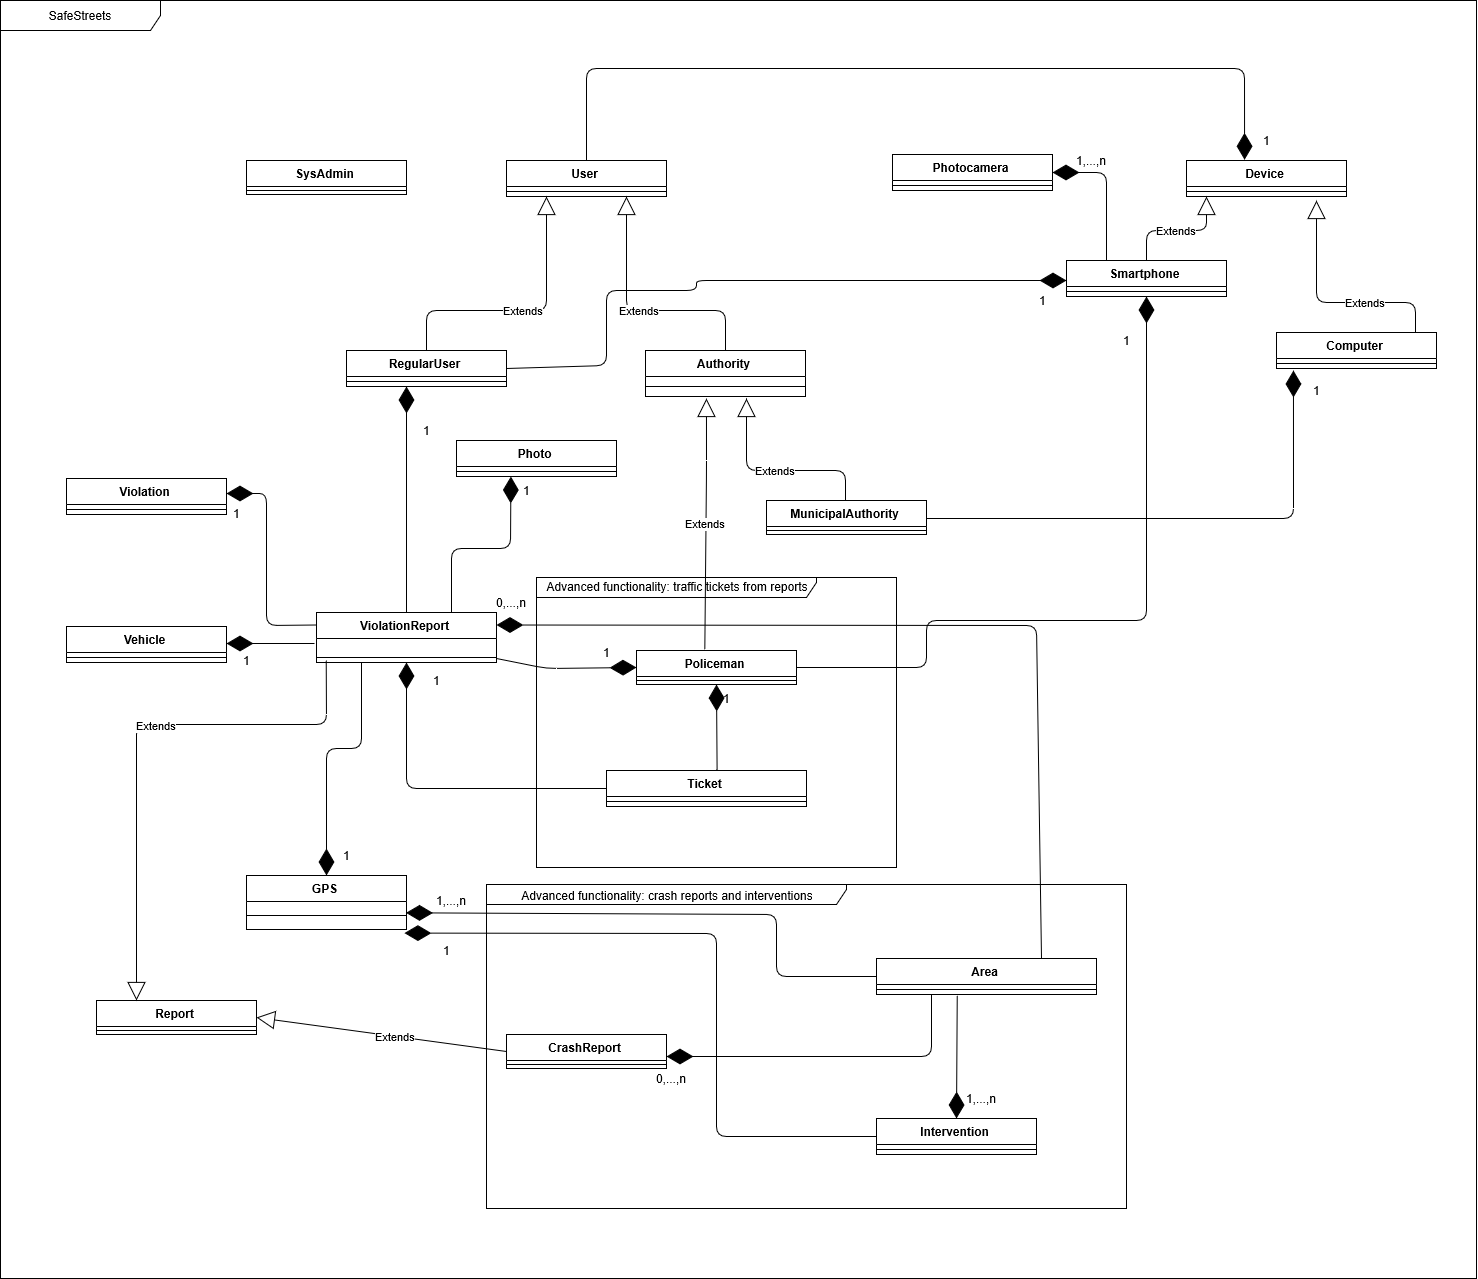 SafeStreets
1
SysAdmin
User
Photocamera
1,...,n
Device
Extends
Smartphone
1
Extends
Extends
Extends
1
Computer
RegularUser
Authority
1
1
Photo
Extends
Violation
1
1
MunicipalAuthority
Extends
Advanced functionality: traffic tickets from reports
0,...,n
ViolationReport
Vehicle
1
1
Policeman
1
1
Extends
Ticket
1
GPS
Advanced functionality: crash reports and interventions
1,...,n
1
Area
Report
Extends
CrashReport
0,...,n
1,...,n
Intervention